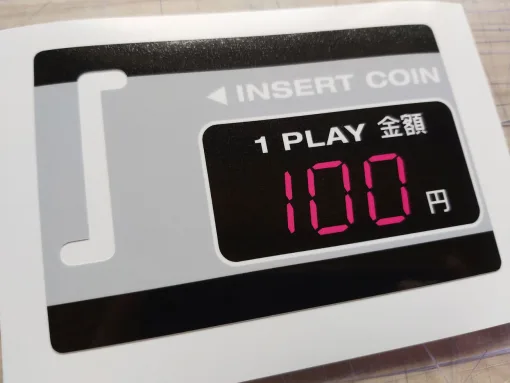 ◀ INSERT COIN
1 PLAY 金額
100 円